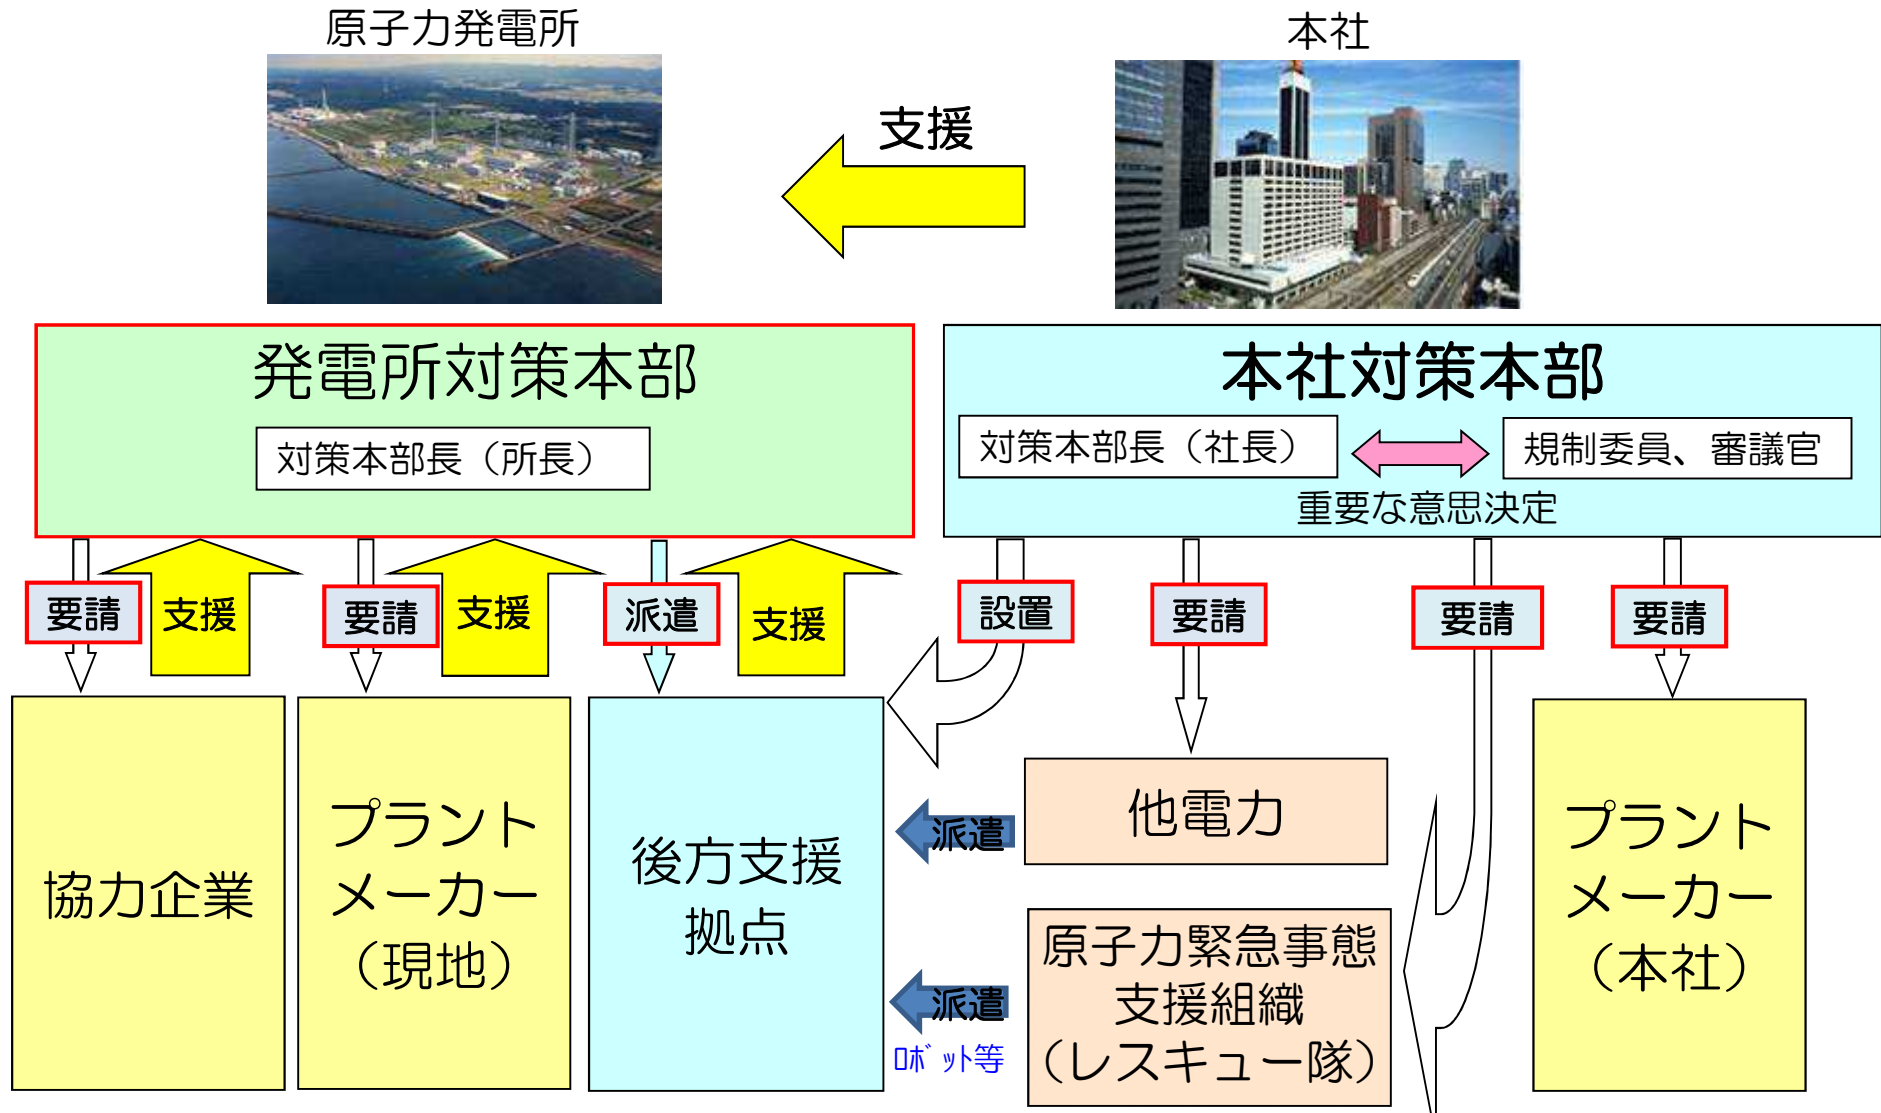 原子力発電所
本社
支援
発電所対策本部
対策本部長（所長）
本社対策本部
対策本部長（社長）
規制委員、審議官
重要な意思決定
要請
支援
要請
支援
派遣
支援
設置
要請
要請
要請
協力企業
プラント
メーカー
（現地）
後方支援
拠点
派遣
他電力
派遣
ﾛﾎﾞｯﾄ等
原子力緊急事態
支援組織
（レスキュー隊）
プラント
メーカー
（本社）